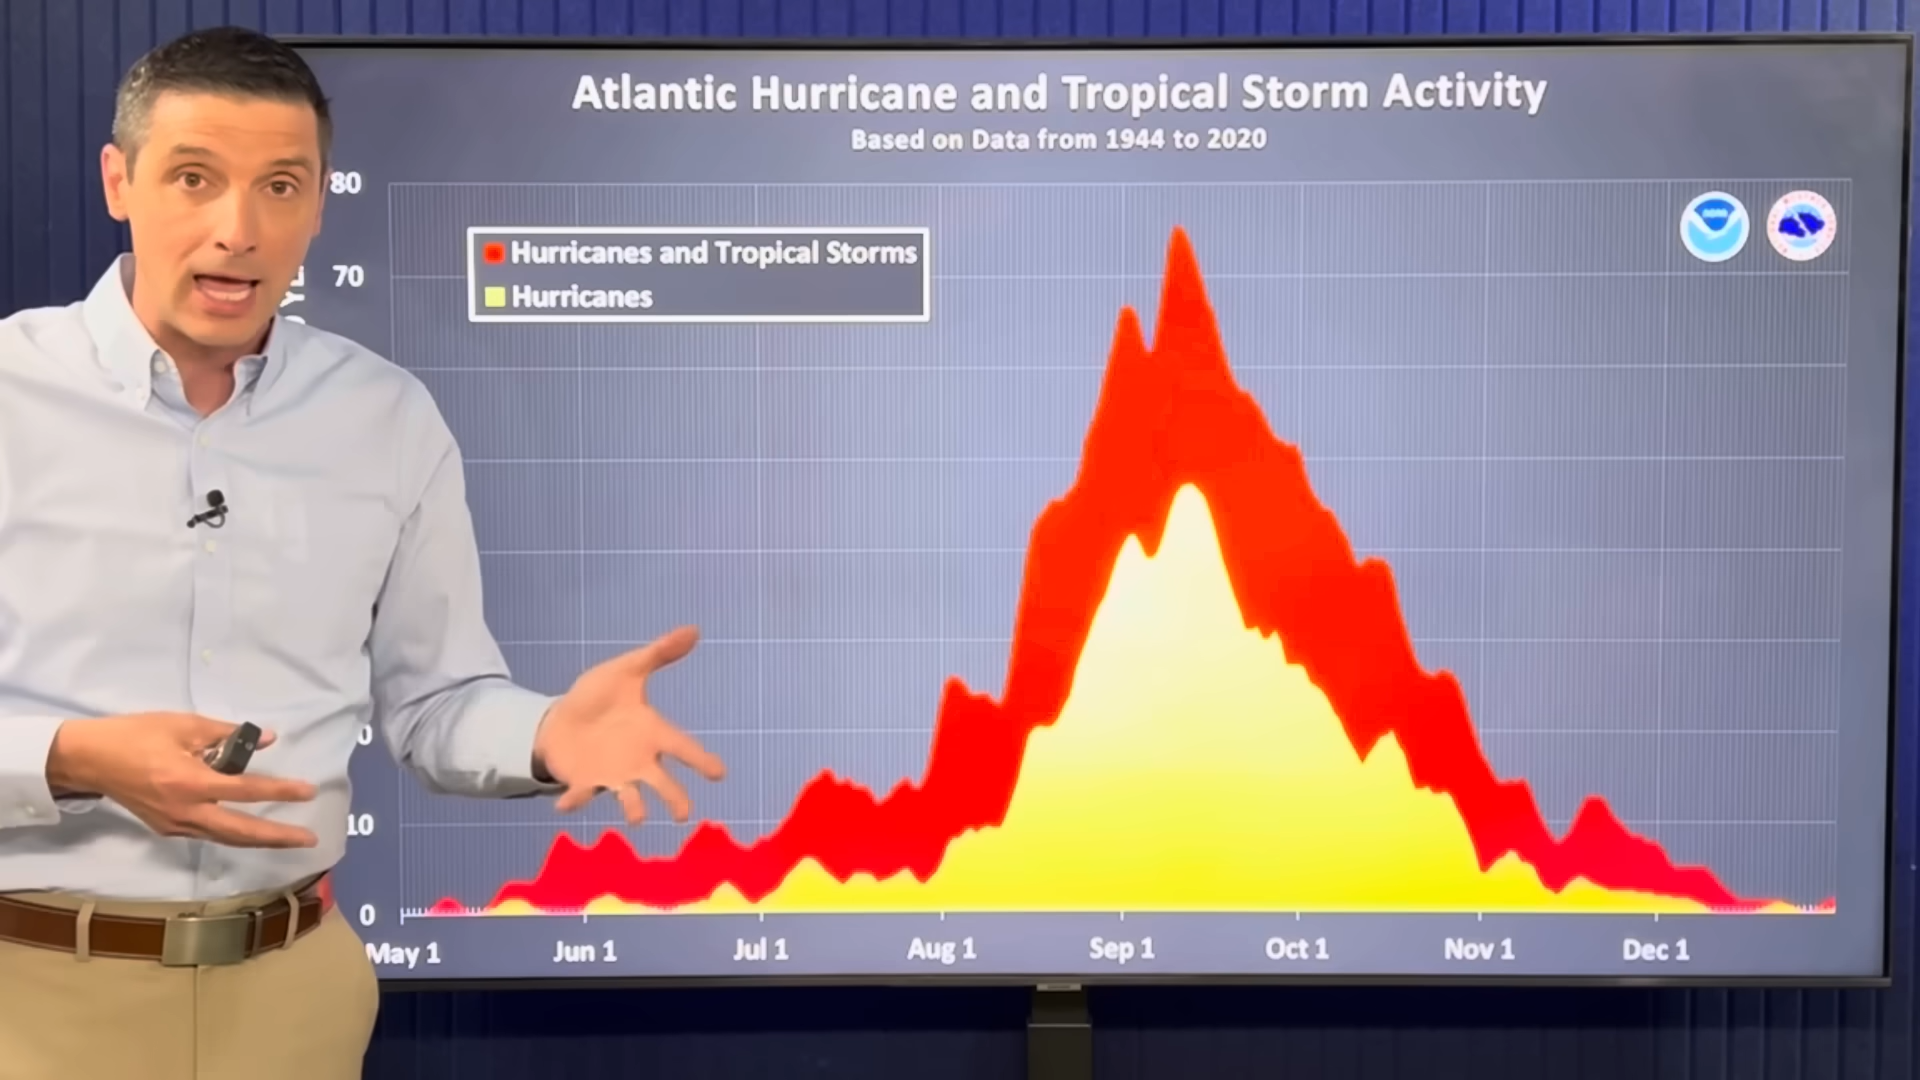 Atlantic Hurricane and Tropical Storm Activity
Based on Data from 1944 to 2020
80
70
Hurricanes and Tropical Storms
Hurricanes
10
0
May 1
Jun 1
Jul 1
Aug 1
Sep 1
Oct 1
Nov 1
Dec 1